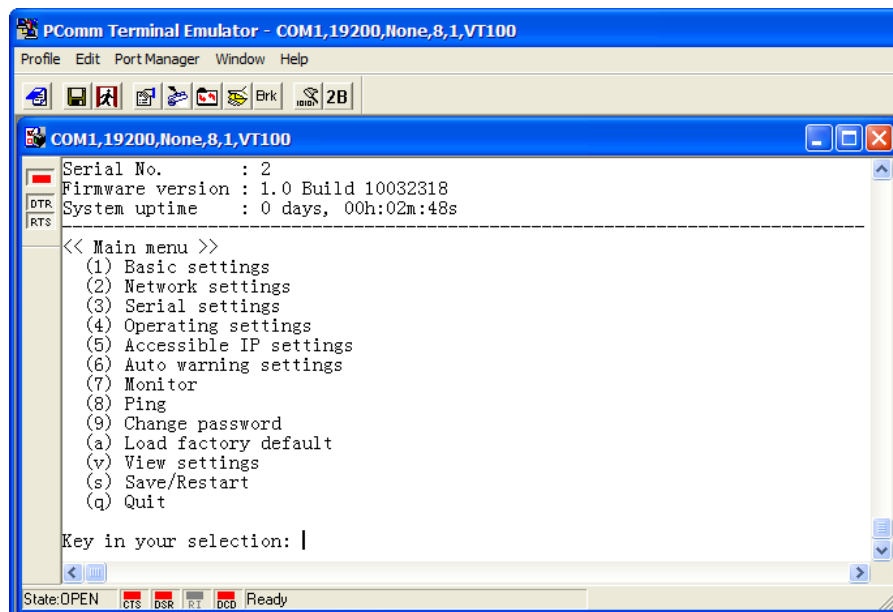 PComm Terminal Emulator - COM1,19200,None,8,1,VT100
Profile Edit Port Manager Window Help
Brk 2B
COM1,19200,None,8,1,VT100
DTR
RTS
Serial No. : 2
Firmware version : 1.0 Build 10032318
System uptime : 0 days, 00h:02m:48s
--------------------------------------------------------------------------------
<< Main menu >>
(1) Basic settings
(2) Network settings
(3) Serial settings
(4) Operating settings
(5) Accessible IP settings
(6) Auto warning settings
(7) Monitor
(8) Ping
(9) Change password
(a) Load factory default
(v) View settings
(s) Save/Restart
(q) Quit
Key in your selection:
State:OPEN CTS DSR RI DCD Ready